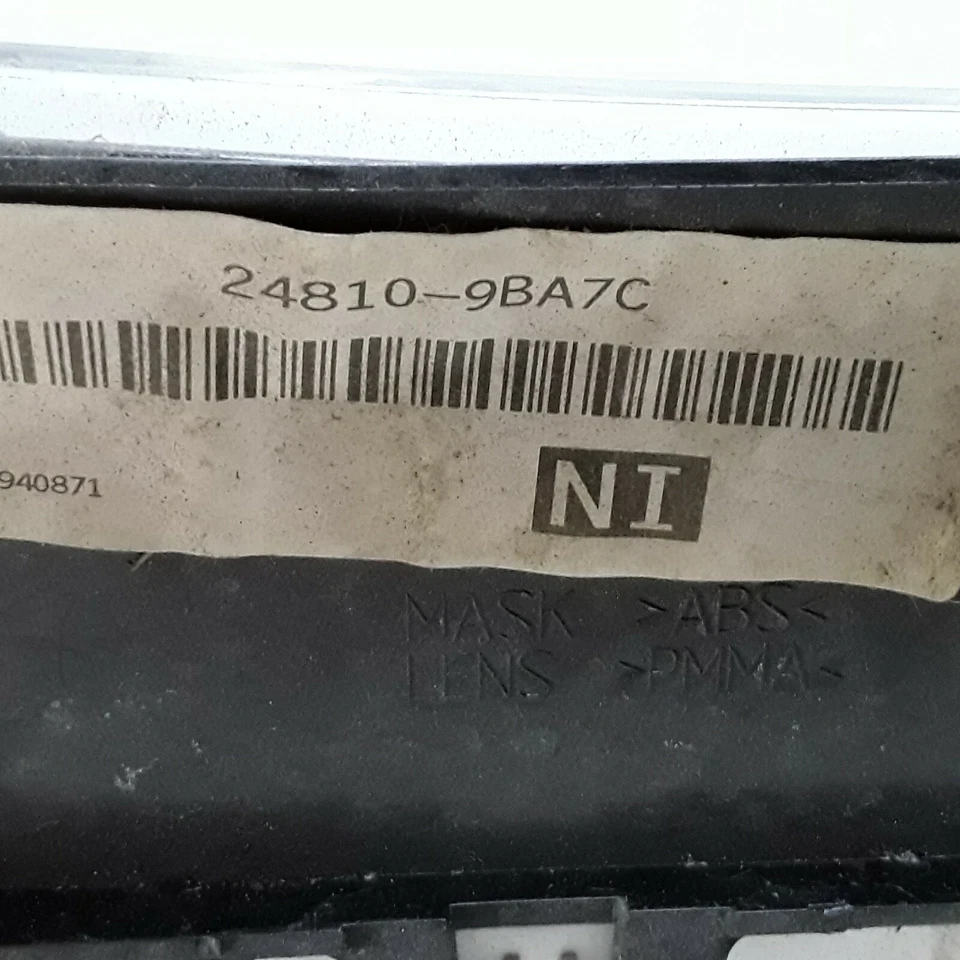 24810-9BA7C
940871
NI
MASK >ABS<
LENS >PMMA<